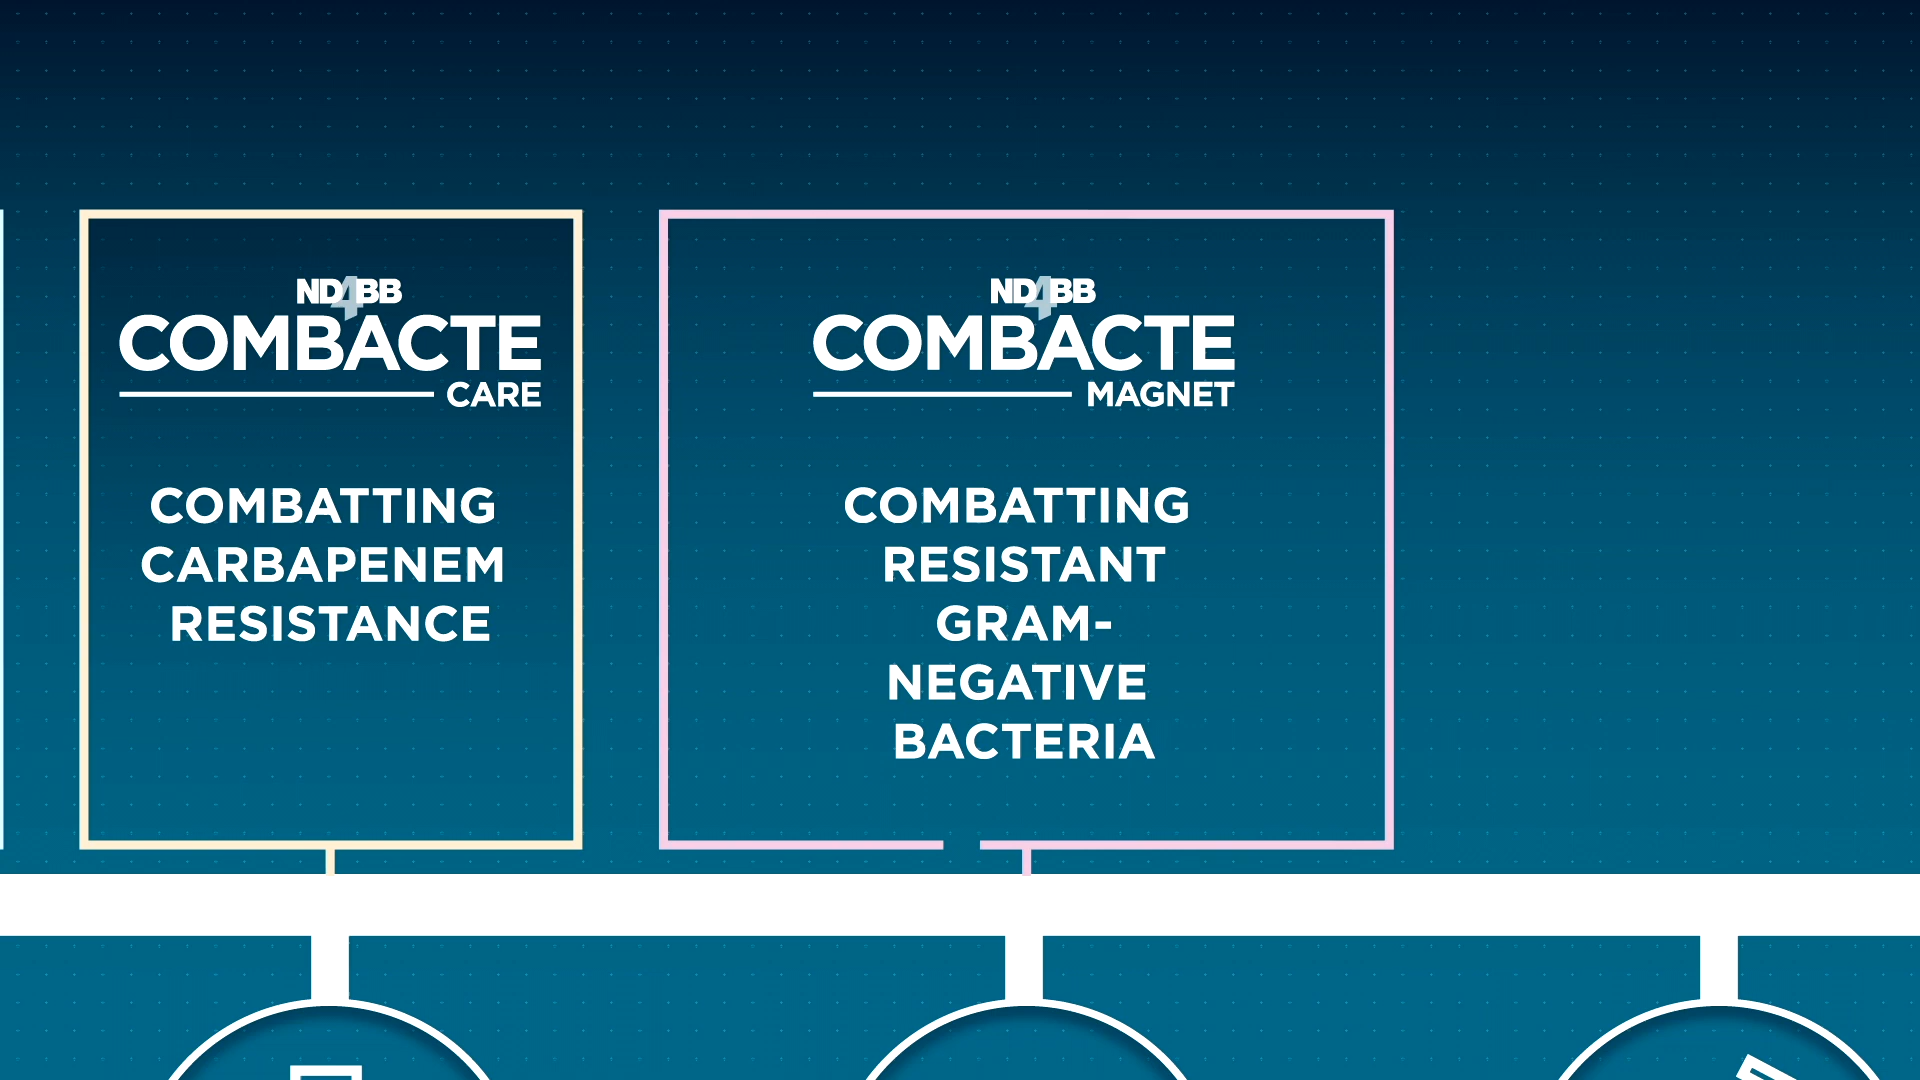 ND4BB
COMBACTE
CARE
COMBATTING
CARBAPENEM
RESISTANCE
ND4BB
COMBACTE
MAGNET
COMBATTING
RESISTANT
GRAM-
NEGATIVE
BACTERIA